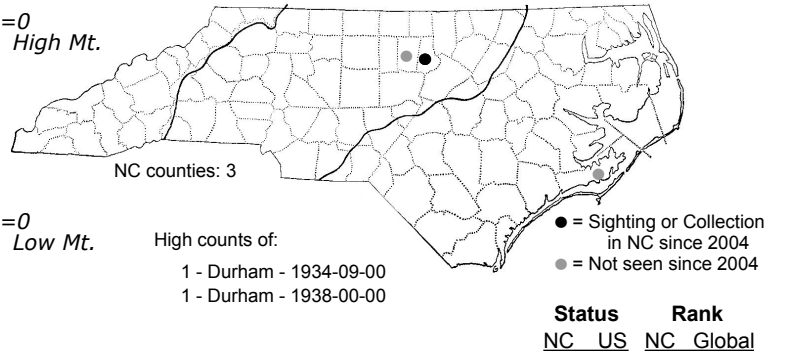 =0
High Mt.
NC counties: 3
=0
Low Mt.
High counts of:
1 - Durham - 1934-09-00
1 - Durham - 1938-00-00
= Sighting or Collection
in NC since 2004
= Not seen since 2004
Status Rank
NC US NC Global